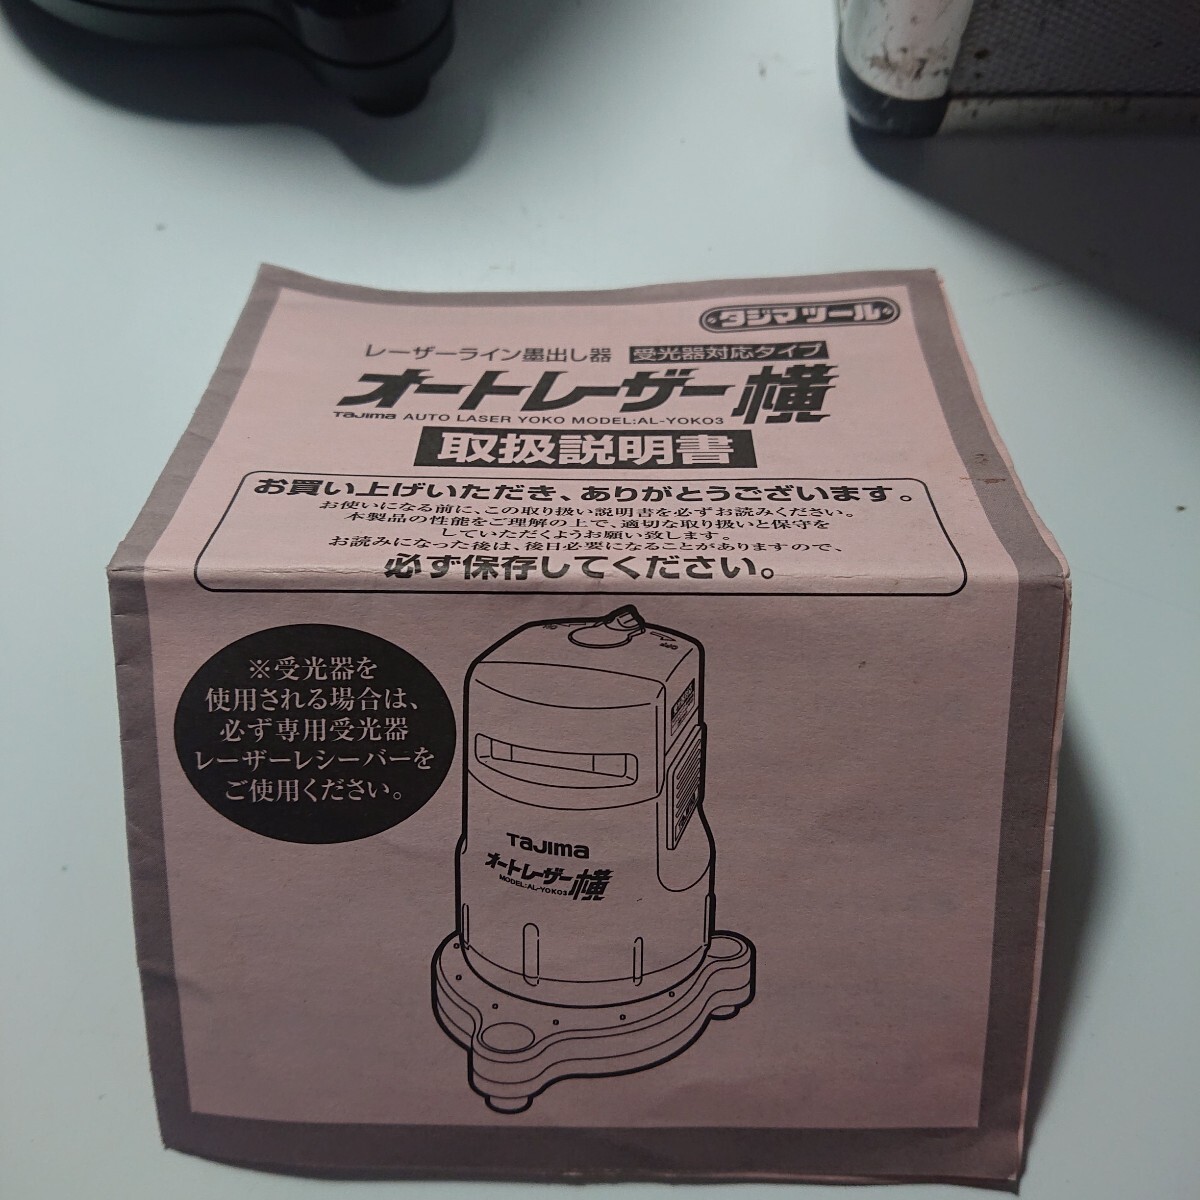 タジマツール
レーザーライン墨出し器 受光器対応タイプ
オートレーザー横
TaJima AUTO LASER YOKO MODEL:AL-YOKO3
取扱説明書
お買い上げいただき、ありがとうございます。
お使いになる前に、この取り扱い説明書を必ずお読みください。
本製品の性能をご理解の上で、適切な取り扱いと保守を
していただくようお願い致します。
お読みになった後は、後日必要になることがありますので、
必ず保存してください。
※受光器を
使用される場合は、
必ず専用受光器
レーザーレシーバーを
ご使用ください。
OFF
TaJima
オートレーザー横
MODEL:AL-YOKO3